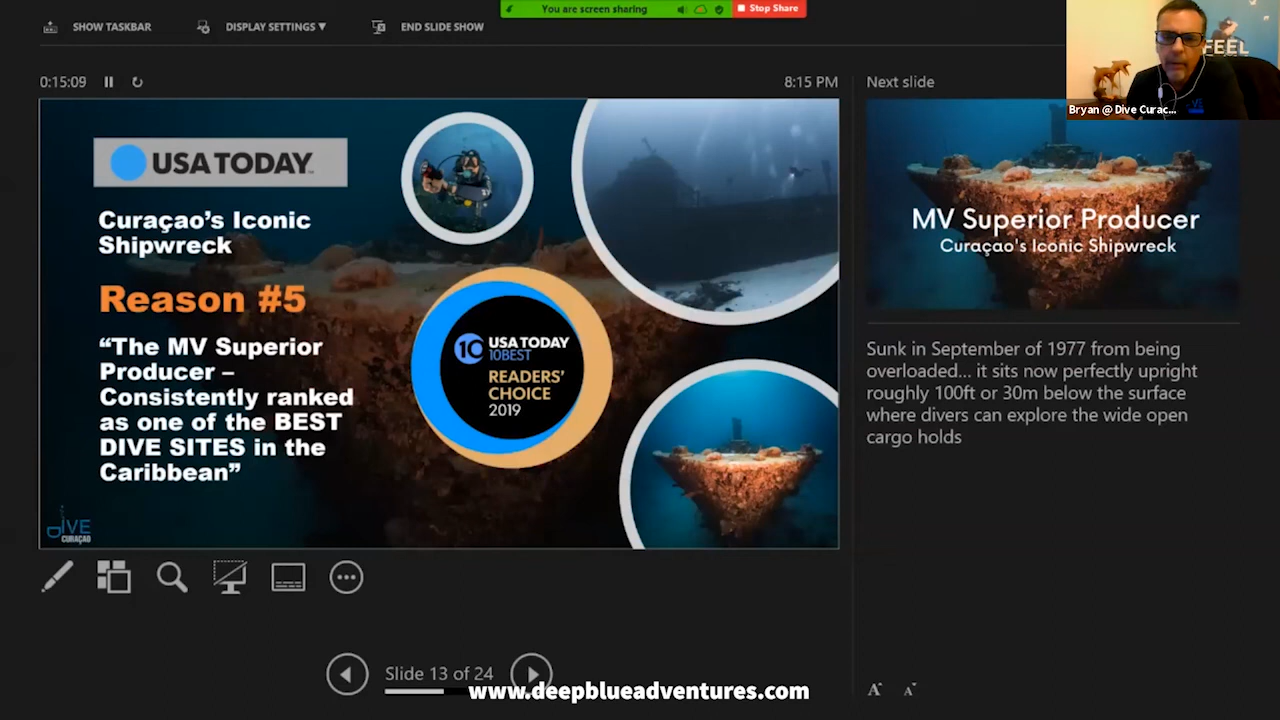 You are screen sharing
Stop Share
SHOW TASKBAR
DISPLAY SETTINGS ▼
END SLIDE SHOW
FEEL
Bryan @ Dive Curac...
0:15:09
8:15 PM
Next slide
USA TODAY
Curaçao’s Iconic
Shipwreck
Reason #5
“The MV Superior
Producer –
Consistently ranked
as one of the BEST
DIVE SITES in the
Caribbean”
10 USA TODAY
10BEST
READERS’
CHOICE
2019
DIVE
CURAÇAO
MV Superior Producer
Curaçao's Iconic Shipwreck
Sunk in September of 1977 from being
overloaded... it sits now perfectly upright
roughly 100ft or 30m below the surface
where divers can explore the wide open
cargo holds
Slide 13 of 24
www.deepblueadventures.com
A A